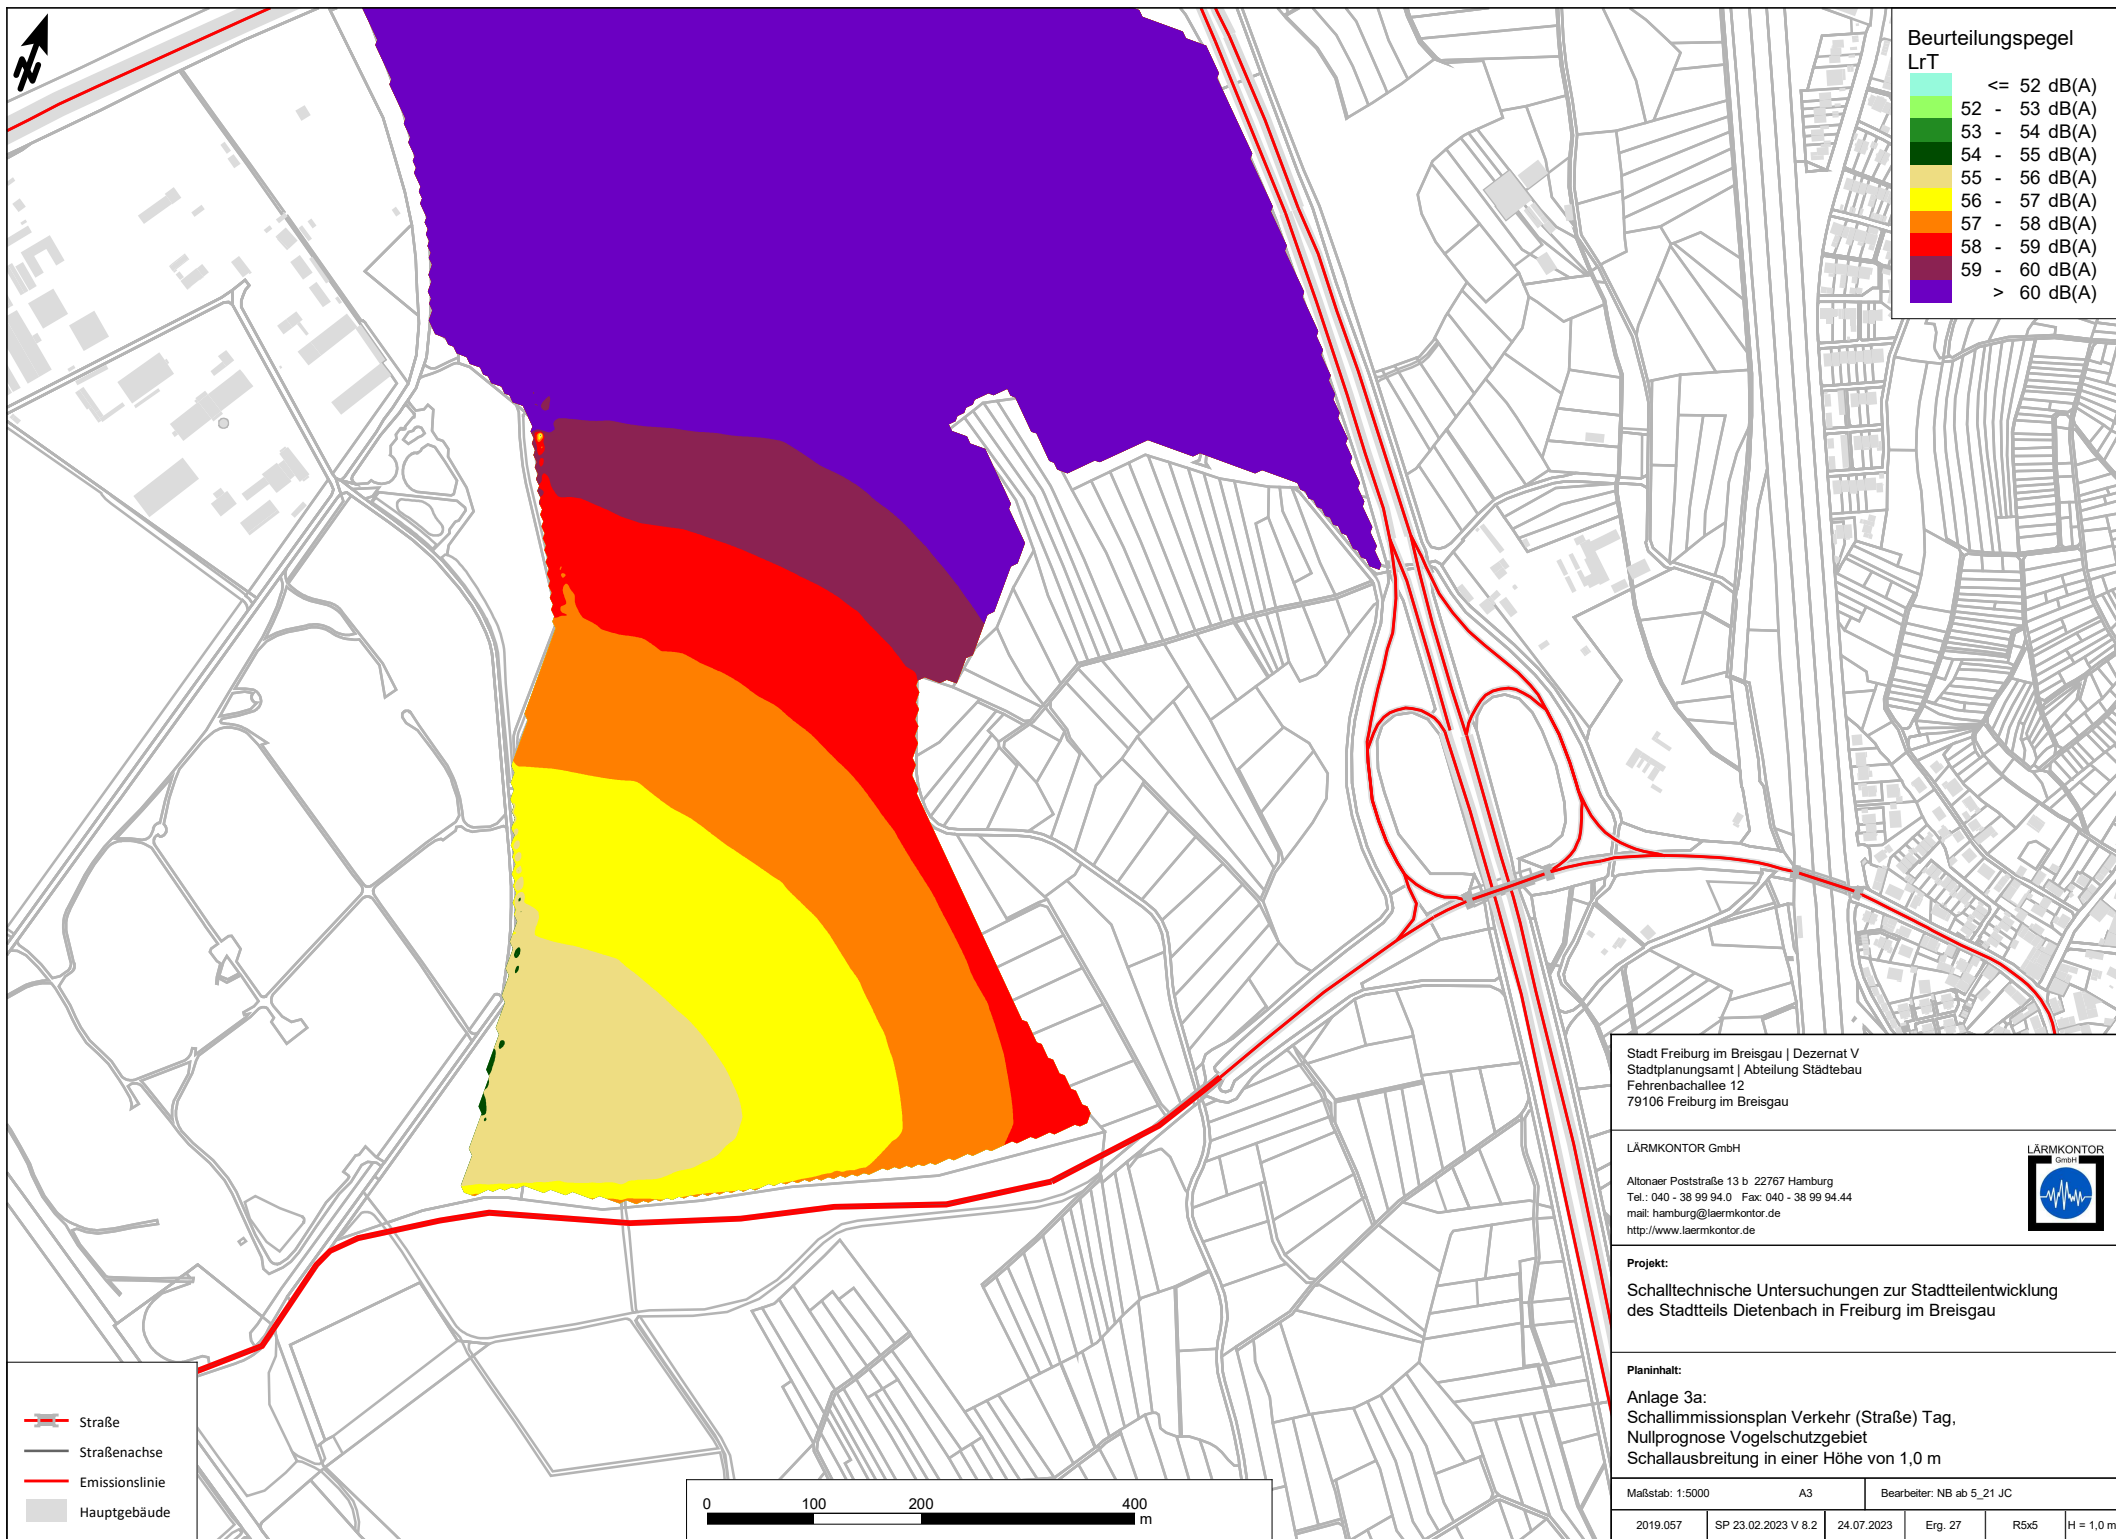 N
Beurteilungspegel
LrT
<= 52 dB(A)
52 - 53 dB(A)
53 - 54 dB(A)
54 - 55 dB(A)
55 - 56 dB(A)
56 - 57 dB(A)
57 - 58 dB(A)
58 - 59 dB(A)
59 - 60 dB(A)
> 60 dB(A)
Stadt Freiburg im Breisgau | Dezernat V
Stadtplanungsamt | Abteilung Städtebau
Fehrenbachallee 12
79106 Freiburg im Breisgau
LÄRMKONTOR GmbH
Altonaer Poststraße 13 b 22767 Hamburg
Tel.: 040 - 38 99 94.0 Fax: 040 - 38 99 94.44
mail: hamburg@laermkontor.de
http://www.laermkontor.de
LÄRMKONTOR
GmbH
Projekt:
Schalltechnische Untersuchungen zur Stadtteilentwicklung
des Stadtteils Dietenbach in Freiburg im Breisgau
Planinhalt:
Anlage 3a:
Schallimmissionsplan Verkehr (Straße) Tag,
Nullprognose Vogelschutzgebiet
Schallausbreitung in einer Höhe von 1,0 m
Maßstab: 1:5000 A3 Bearbeiter: NB ab 5_21 JC
2019.057 SP 23.02.2023 V 8.2 24.07.2023 Erg. 27 R5x5 H = 1,0 m
Straße
Straßenachse
Emissionslinie
Hauptgebäude
0 100 200 400
m